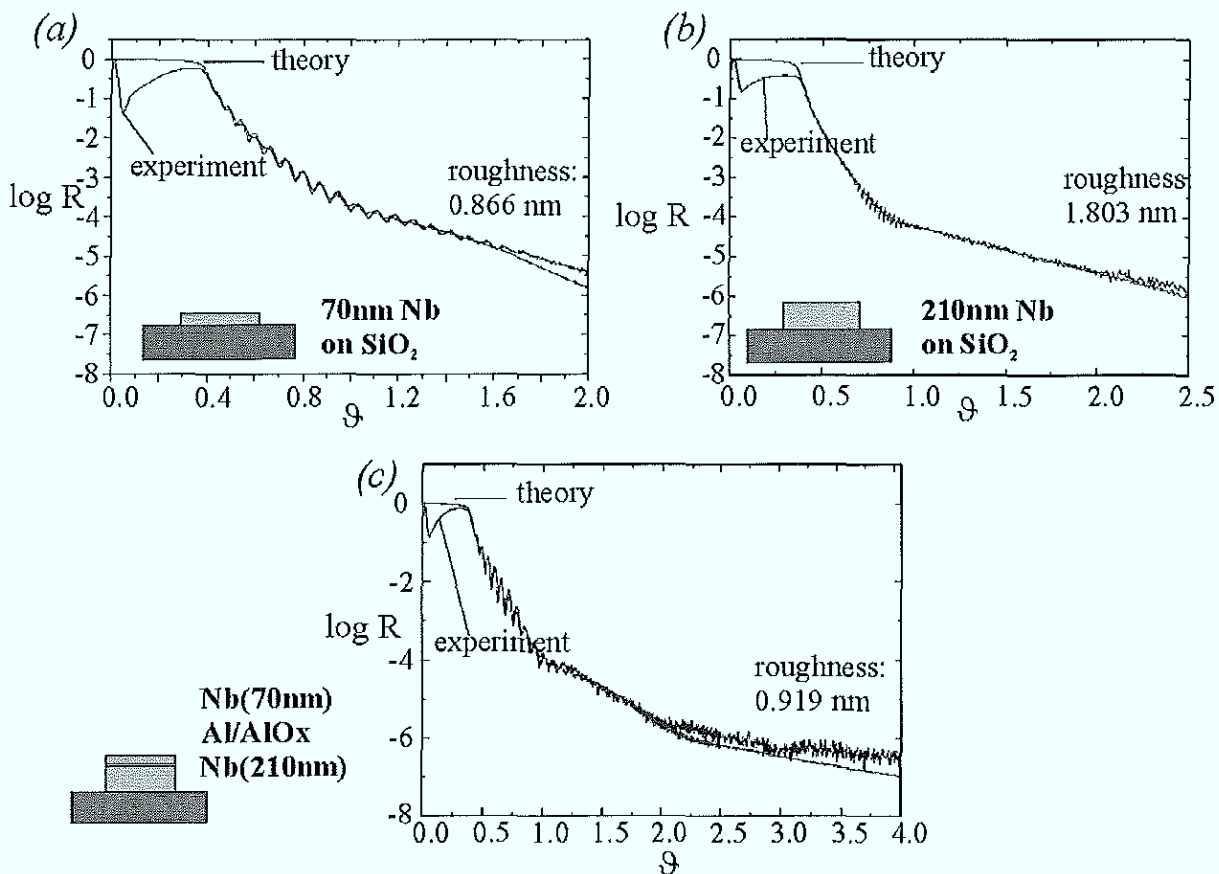 (a)
0
-1
-2
-3
-4
-5
-6
-7
-8
log R
theory
experiment
roughness:
0.866 nm
70nm Nb
on SiO₂
0.0 0.4 0.8 1.2 1.6 2.0
ϑ
(b)
0
-1
-2
-3
-4
-5
-6
-7
-8
log R
theory
experiment
roughness:
1.803 nm
210nm Nb
on SiO₂
0.0 0.5 1.0 1.5 2.0 2.5
ϑ
(c)
0
-2
-4
-6
-8
log R
theory
experiment
roughness:
0.919 nm
Nb(70nm)
Al/AlOx
Nb(210nm)
0.0 0.5 1.0 1.5 2.0 2.5 3.0 3.5 4.0
ϑ